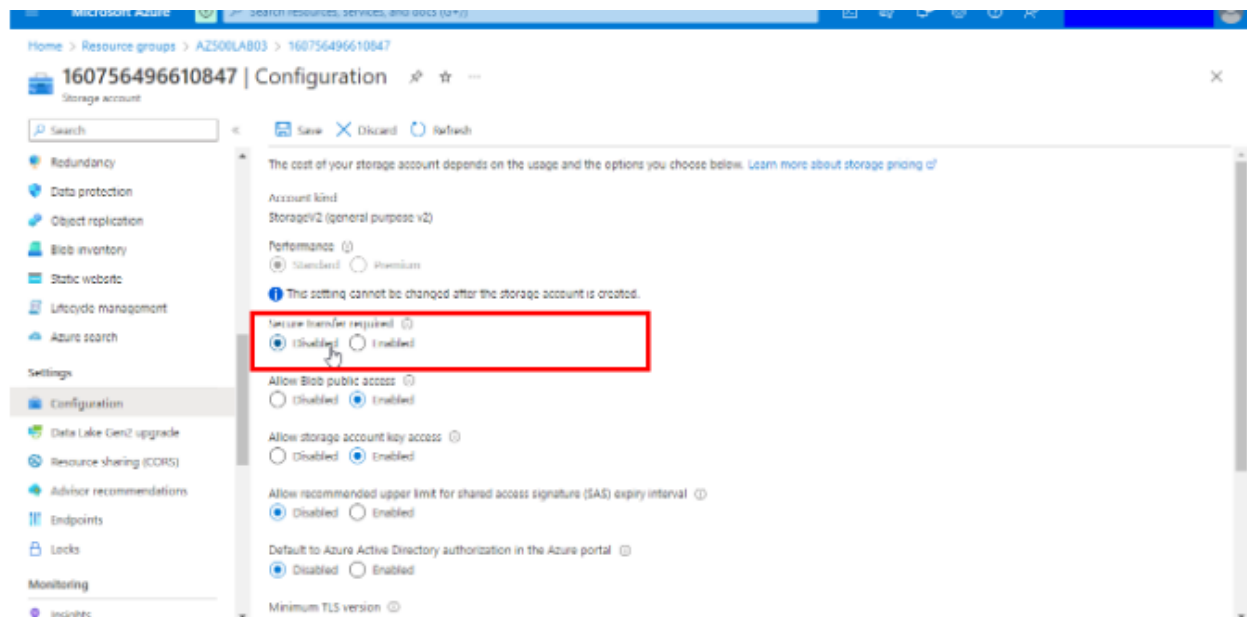 Microsoft Azure
Search resources, services, and docs (G+/)
Home > Resource groups > AZ500LAB03 > 160756496610847
160756496610847 | Configuration
Storage account
Search
Save Discard Refresh
Redundancy
Data protection
Object replication
Blob inventory
Static website
Lifecycle management
Azure search
Settings
Configuration
Data Lake Gen2 upgrade
Resource sharing (CORS)
Advisor recommendations
Endpoints
Locks
Monitoring
Insights
The cost of your storage account depends on the usage and the options you choose below. Learn more about storage pricing
Account kind
StorageV2 (general purpose v2)
Performance
Standard Premium
This setting cannot be changed after the storage account is created.
Secure transfer required
Disabled Enabled
Allow Blob public access
Disabled Enabled
Allow storage account key access
Disabled Enabled
Allow recommended upper limit for shared access signature (SAS) expiry interval
Disabled Enabled
Default to Azure Active Directory authorization in the Azure portal
Disabled Enabled
Minimum TLS version